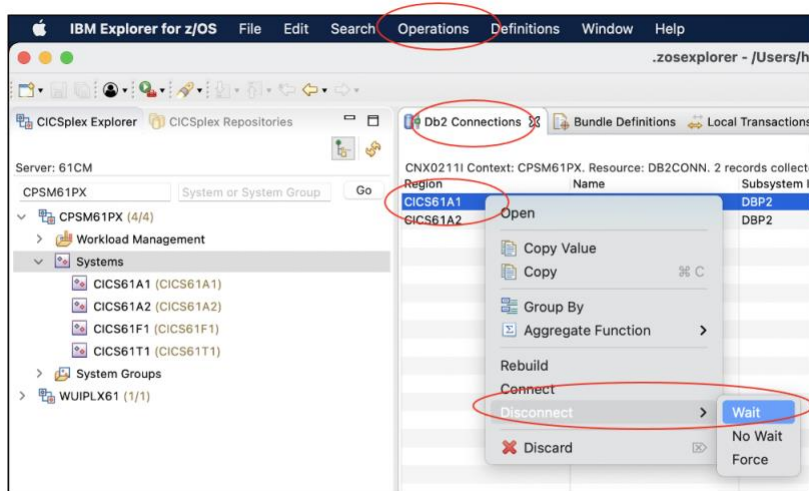 IBM Explorer for z/OS File Edit Search Operations Definitions Window Help
.zosexplorer - /Users/h
CICSplex Explorer CICSplex Repositories
Db2 Connections Bundle Definitions Local Transactions
Server: 61CM
CNX0211I Context: CPSM61PX. Resource: DB2CONN. 2 records collect
CPSM61PX System or System Group Go
Region Name Subsystem I
CICS61A1 DBP2
CICS61A2 DBP2
CPSM61PX (4/4)
Workload Management
Systems
CICS61A1 (CICS61A1)
CICS61A2 (CICS61A2)
CICS61F1 (CICS61F1)
CICS61T1 (CICS61T1)
System Groups
WUIPLX61 (1/1)
Open
Copy Value
Copy ⌘ C
Group By
Aggregate Function
Rebuild
Connect
Disconnect
Discard
Wait
No Wait
Force